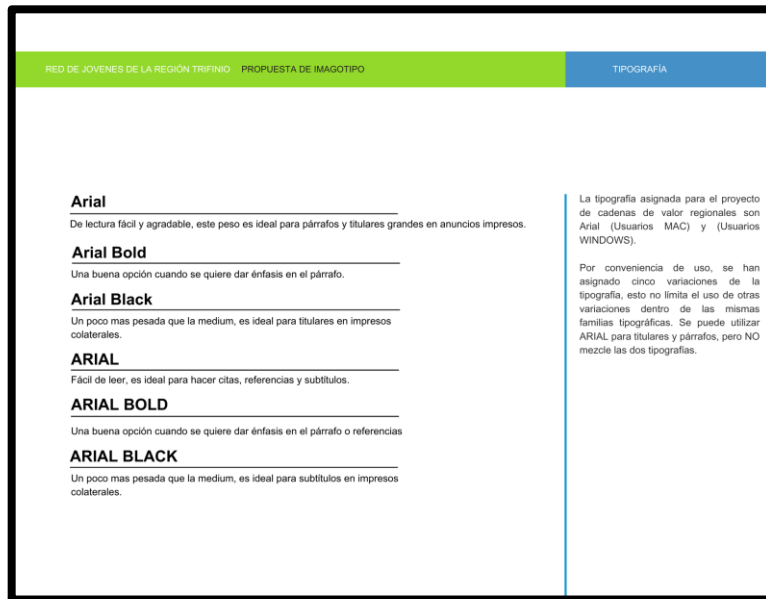 RED DE JOVENES DE LA REGIÓN TRIFINIO PROPUESTA DE IMAGOTIPO
TIPOGRAFÍA
Arial
De lectura fácil y agradable, este peso es ideal para párrafos y titulares grandes en anuncios impresos.
Arial Bold
Una buena opción cuando se quiere dar énfasis en el párrafo.
Arial Black
Un poco mas pesada que la medium, es ideal para titulares en impresos
colaterales.
ARIAL
Fácil de leer, es ideal para hacer citas, referencias y subtítulos.
ARIAL BOLD
Una buena opción cuando se quiere dar énfasis en el párrafo o referencias
ARIAL BLACK
Un poco mas pesada que la medium, es ideal para subtítulos en impresos
colaterales.
La tipografía asignada para el proyecto
de cadenas de valor regionales son
Arial (Usuarios MAC) y (Usuarios
WINDOWS).
Por conveniencia de uso, se han
asignado cinco variaciones de la
tipografía, esto no límita el uso de otras
variaciones dentro de las mismas
familias tipográficas. Se puede utilizar
ARIAL para titulares y párrafos, pero NO
mezcle las dos tipografías.